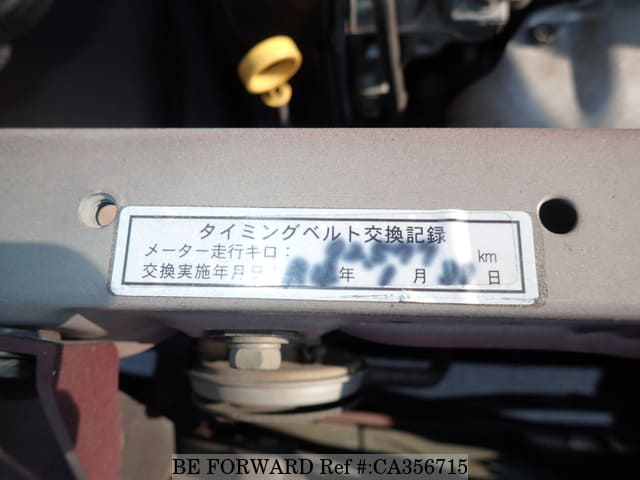 タイミングベルト交換記録
メーター走行キロ： km
交換実施年月日 年 月 日
BE FORWARD Ref #:CA356715